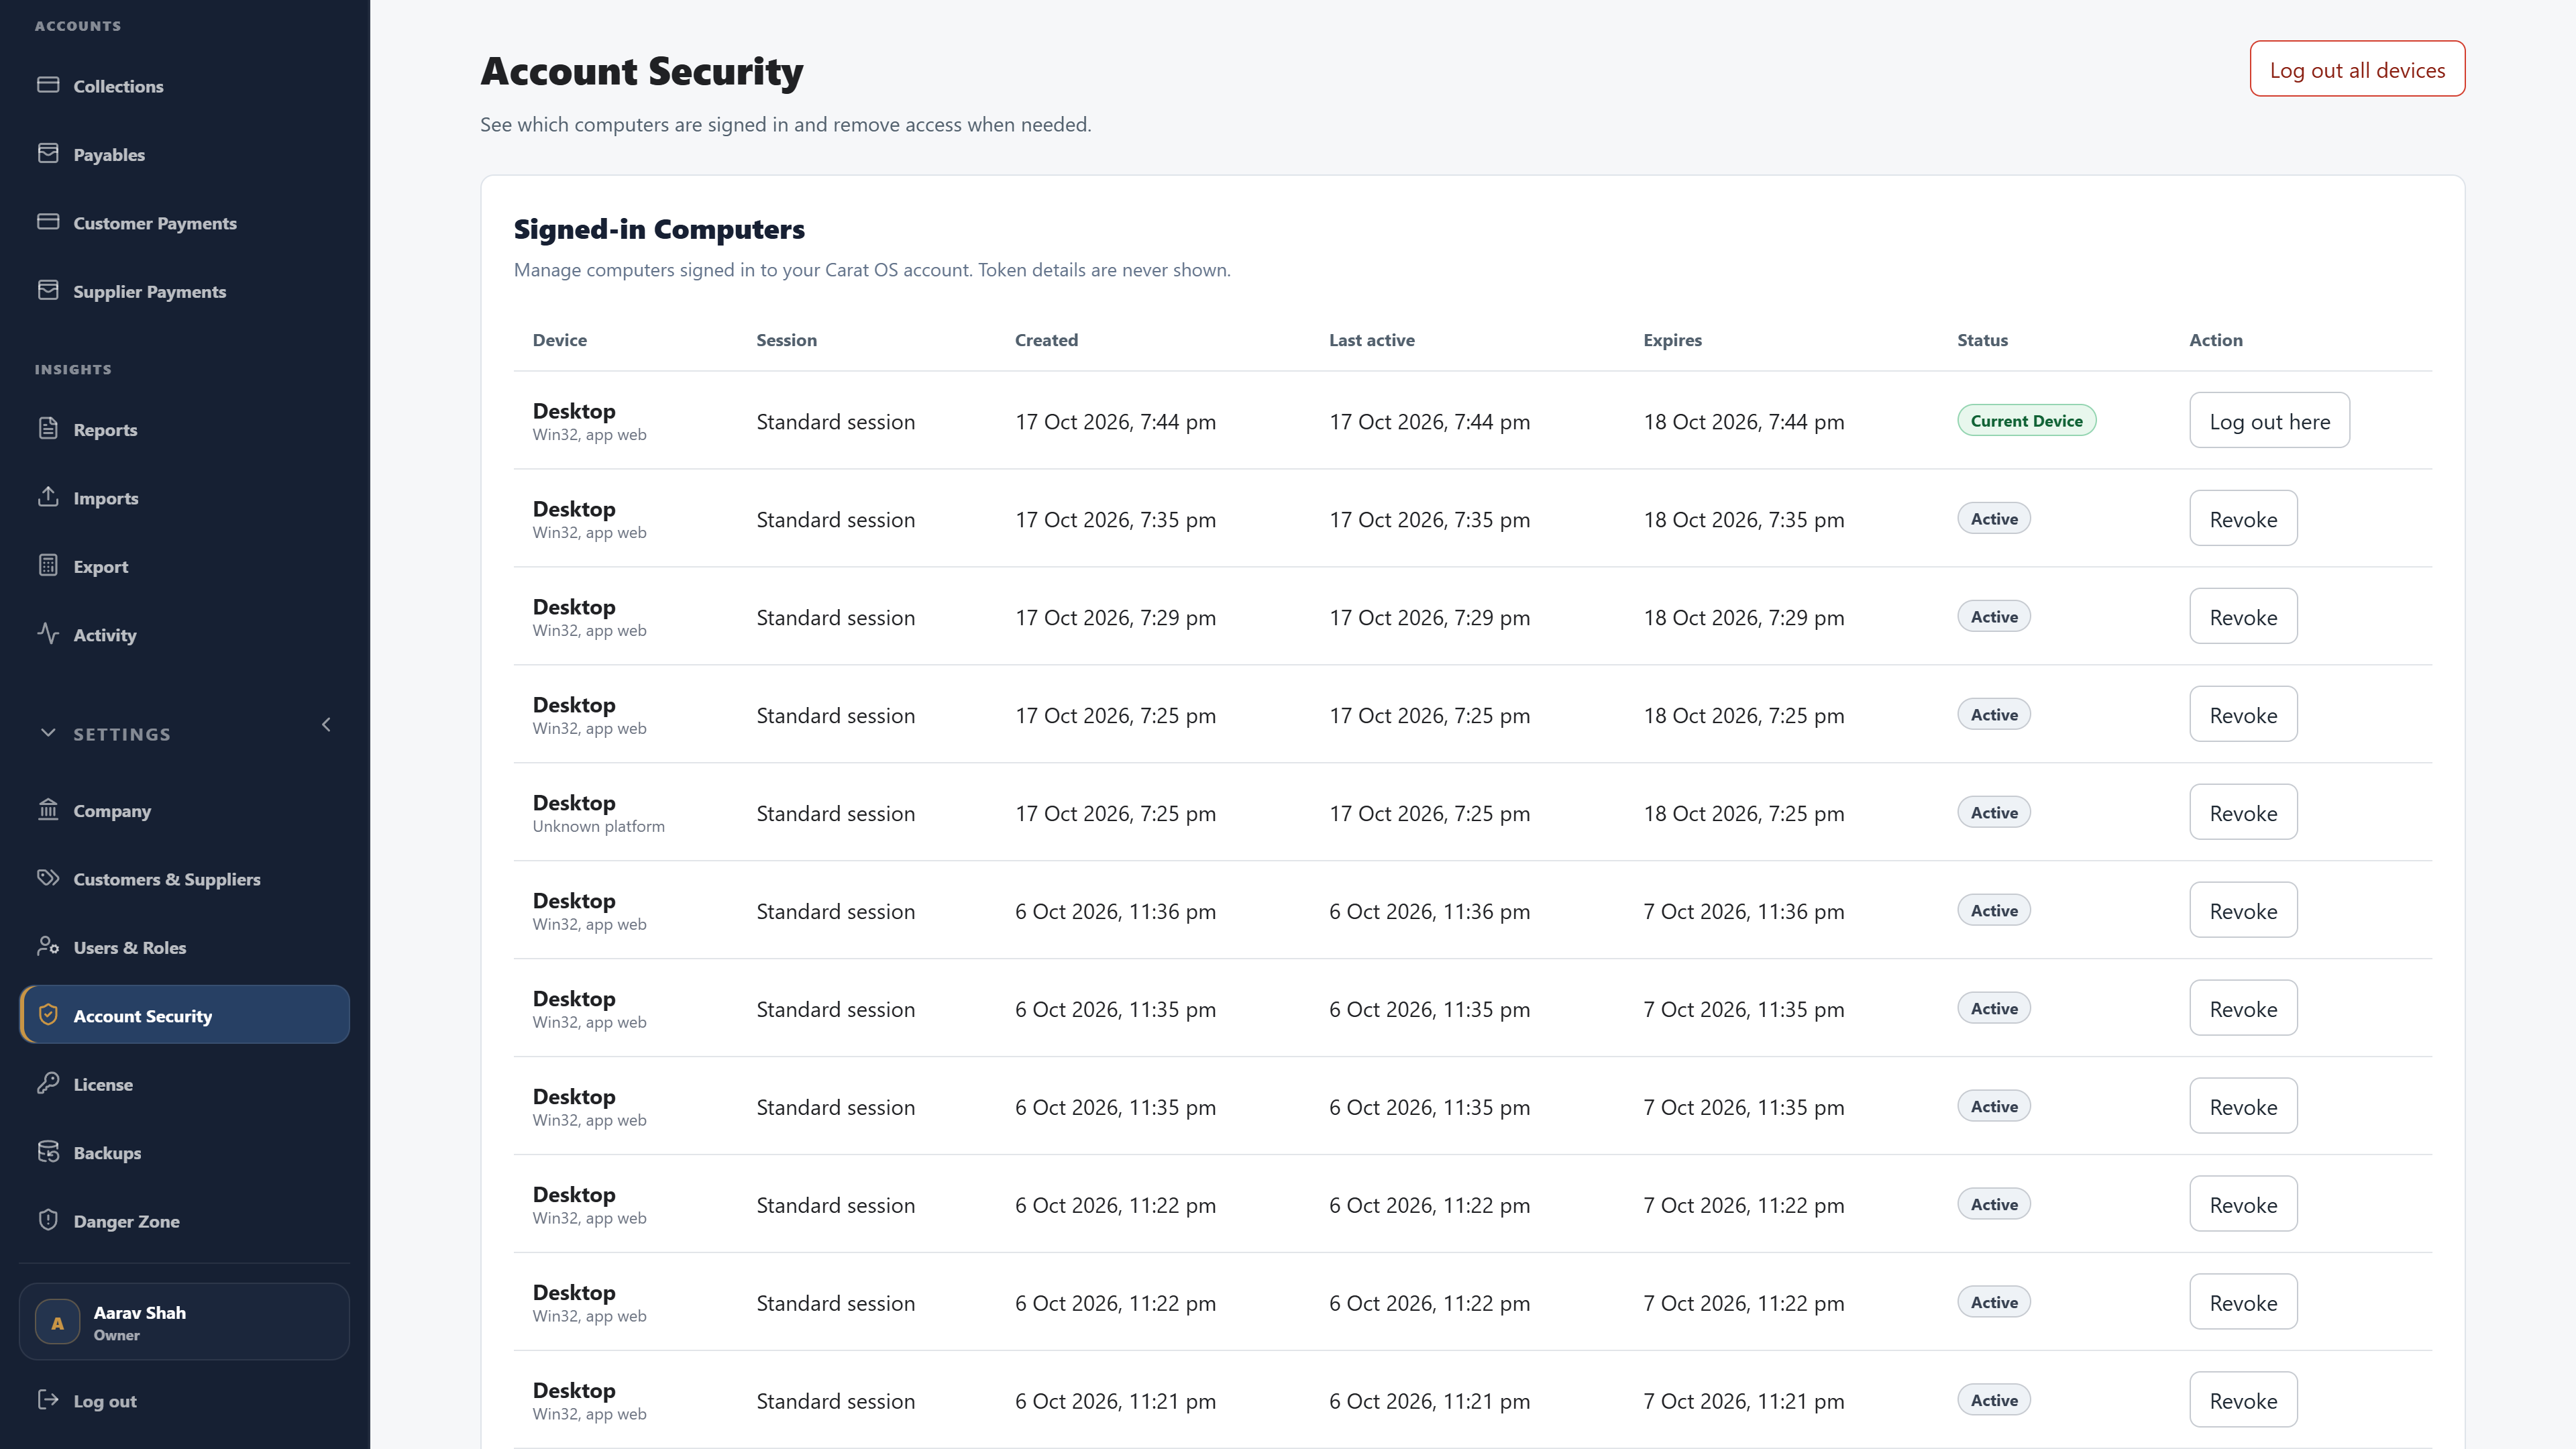 ACCOUNTS
Collections
Payables
Customer Payments
Supplier Payments
INSIGHTS
Reports
Imports
Export
Activity
SETTINGS
Company
Customers & Suppliers
Users & Roles
Account Security
License
Backups
Danger Zone
A
Aarav Shah
Owner
Log out
Account Security
Log out all devices
See which computers are signed in and remove access when needed.
Signed-in Computers
Manage computers signed in to your Carat OS account. Token details are never shown.
Device Session Created Last active Expires Status Action
Desktop
Win32, app web
Standard session 17 Oct 2026, 7:44 pm 17 Oct 2026, 7:44 pm 18 Oct 2026, 7:44 pm Current Device Log out here
Desktop
Win32, app web
Standard session 17 Oct 2026, 7:35 pm 17 Oct 2026, 7:35 pm 18 Oct 2026, 7:35 pm Active Revoke
Desktop
Win32, app web
Standard session 17 Oct 2026, 7:29 pm 17 Oct 2026, 7:29 pm 18 Oct 2026, 7:29 pm Active Revoke
Desktop
Win32, app web
Standard session 17 Oct 2026, 7:25 pm 17 Oct 2026, 7:25 pm 18 Oct 2026, 7:25 pm Active Revoke
Desktop
Unknown platform
Standard session 17 Oct 2026, 7:25 pm 17 Oct 2026, 7:25 pm 18 Oct 2026, 7:25 pm Active Revoke
Desktop
Win32, app web
Standard session 6 Oct 2026, 11:36 pm 6 Oct 2026, 11:36 pm 7 Oct 2026, 11:36 pm Active Revoke
Desktop
Win32, app web
Standard session 6 Oct 2026, 11:35 pm 6 Oct 2026, 11:35 pm 7 Oct 2026, 11:35 pm Active Revoke
Desktop
Win32, app web
Standard session 6 Oct 2026, 11:35 pm 6 Oct 2026, 11:35 pm 7 Oct 2026, 11:35 pm Active Revoke
Desktop
Win32, app web
Standard session 6 Oct 2026, 11:22 pm 6 Oct 2026, 11:22 pm 7 Oct 2026, 11:22 pm Active Revoke
Desktop
Win32, app web
Standard session 6 Oct 2026, 11:22 pm 6 Oct 2026, 11:22 pm 7 Oct 2026, 11:22 pm Active Revoke
Desktop
Win32, app web
Standard session 6 Oct 2026, 11:21 pm 6 Oct 2026, 11:21 pm 7 Oct 2026, 11:21 pm Active Revoke